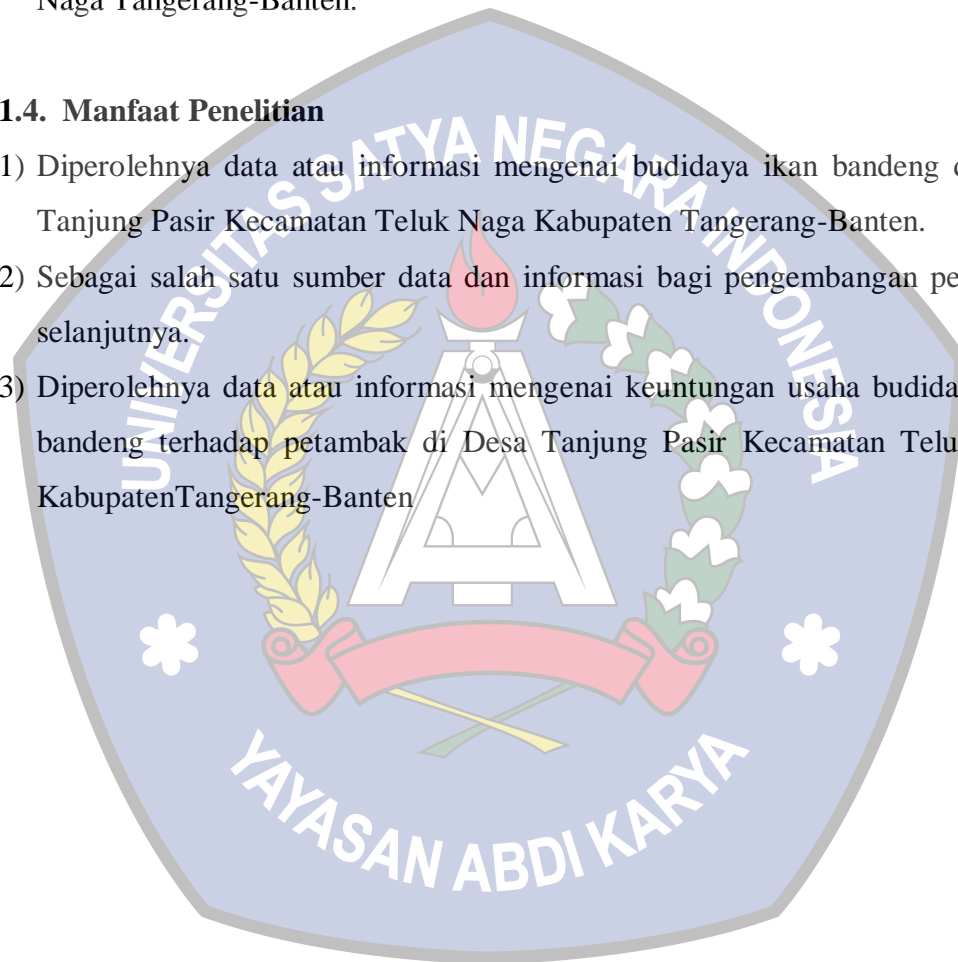 Naga Tangerang-Banten.
1.4. Manfaat Penelitian
1) Diperolehnya data atau informasi mengenai budidaya ikan bandeng
Tanjung Pasir Kecamatan Teluk Naga Kabupaten Tangerang-Banten.
2) Sebagai salah satu sumber data dan informasi bagi pengembangan
selanjutnya.
3) Diperolehnya data atau informasi mengenai keuntungan usaha
bandeng terhadap petambak di Desa Tanjung Pasir Kecamatan
KabupatenTangerang-Banten
UNIVERSITAS SATYA NEGARA INDONESIA
YAYASAN ABDI KARYA